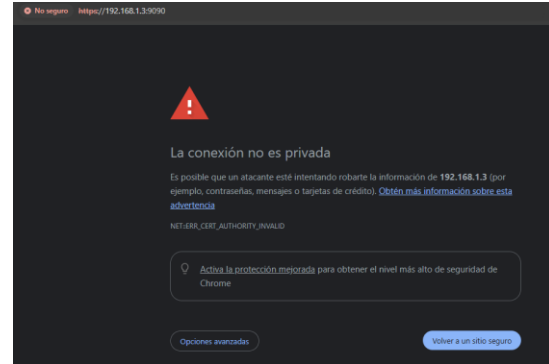 No seguro https://192.168.1.3:9090
La conexión no es privada
Es posible que un atacante esté intentando robarte la información de 192.168.1.3 (por
ejemplo, contraseñas, mensajes o tarjetas de crédito). Obtén más información sobre esta
advertencia
NET::ERR_CERT_AUTHORITY_INVALID
Activa la protección mejorada para obtener el nivel más alto de seguridad de
Chrome
Opciones avanzadas
Volver a un sitio seguro